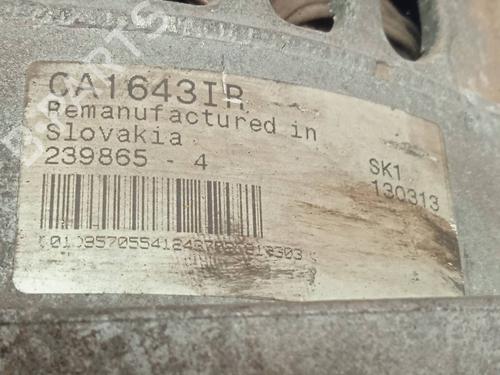 CA1643IR
Remanufactured in
Slovakia
239865 - 4
SK1
130313